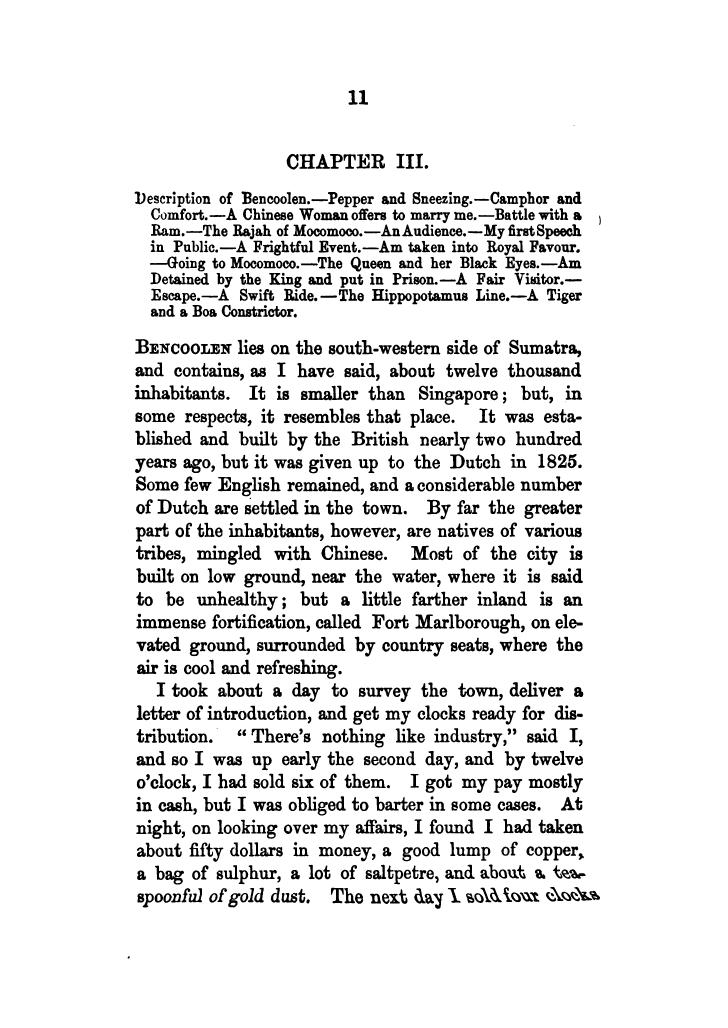 11
CHAPTER III.
Description of Bencoolen.—Pepper and Sneezing.—Camphor and
Comfort.—A Chinese Woman offers to marry me.—Battle with a
Ram.—The Rajah of Mocomoco.—An Audience.—My first Speech
in Public.—A Frightful Event.—Am taken into Royal Favour.
—Going to Mocomoco.—The Queen and her Black Eyes.—Am
Detained by the King and put in Prison.—A Fair Visitor.—
Escape.—A Swift Ride.—The Hippopotamus Line.—A Tiger
and a Boa Constrictor.
BENCOOLEN lies on the south-western side of Sumatra,
and contains, as I have said, about twelve thousand
inhabitants. It is smaller than Singapore; but, in
some respects, it resembles that place. It was esta-
blished and built by the British nearly two hundred
years ago, but it was given up to the Dutch in 1825.
Some few English remained, and a considerable number
of Dutch are settled in the town. By far the greater
part of the inhabitants, however, are natives of various
tribes, mingled with Chinese. Most of the city is
built on low ground, near the water, where it is said
to be unhealthy; but a little farther inland is an
immense fortification, called Fort Marlborough, on ele-
vated ground, surrounded by country seats, where the
air is cool and refreshing.
I took about a day to survey the town, deliver a
letter of introduction, and get my clocks ready for dis-
tribution. "There's nothing like industry," said I,
and so I was up early the second day, and by twelve
o'clock, I had sold six of them. I got my pay mostly
in cash, but I was obliged to barter in some cases. At
night, on looking over my affairs, I found I had taken
about fifty dollars in money, a good lump of copper,
a bag of sulphur, a lot of saltpetre, and about a tea-
spoonful of gold dust. The next day I sold four clocks